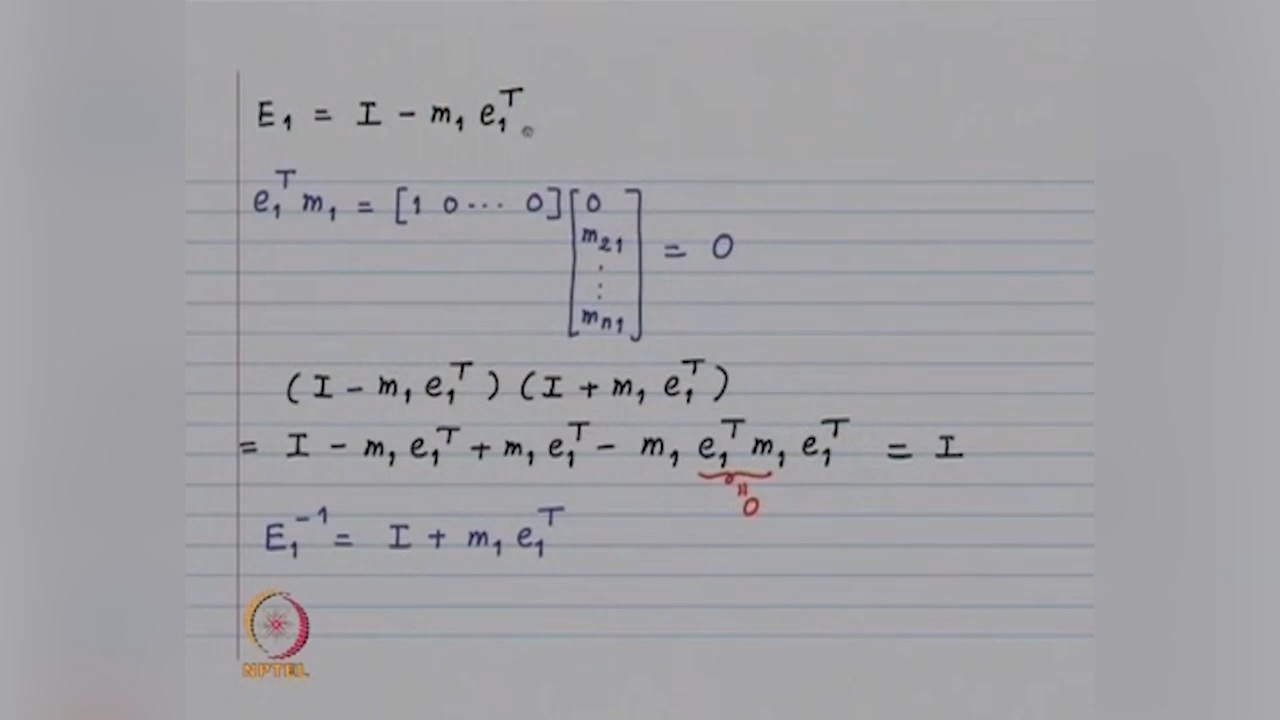 E₁ = I - m₁ e₁ᵀ
e₁ᵀ m₁ = [1 0 ··· 0] [0 m₂₁ ⋮ mₙ₁] = 0
(I - m₁ e₁ᵀ) (I + m₁ e₁ᵀ)
= I - m₁ e₁ᵀ + m₁ e₁ᵀ - m₁ e₁ᵀ m₁ e₁ᵀ = I
" 0
E₁⁻¹ = I + m₁ e₁ᵀ
NPTEL